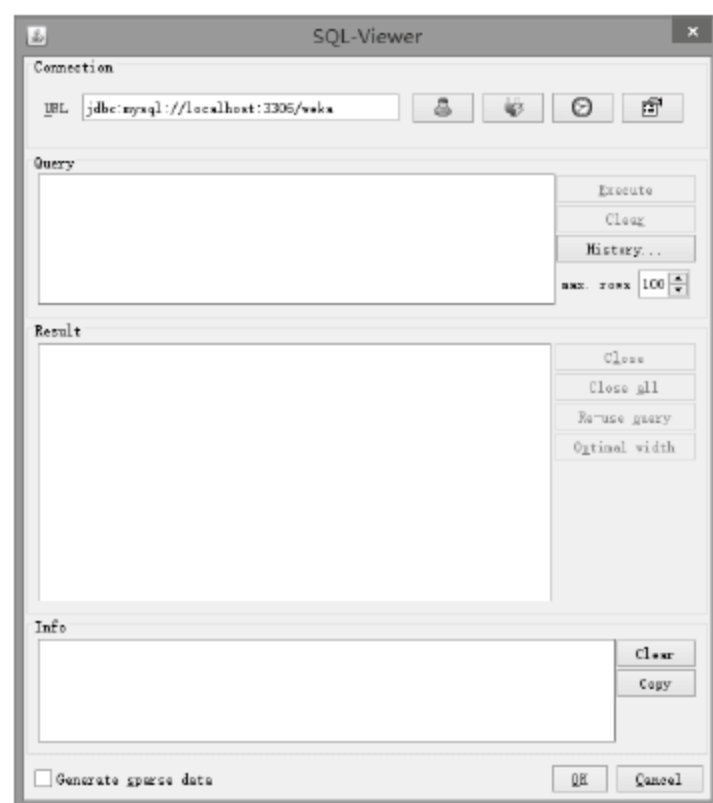 SQL-Viewer
Connection
URL jdbc:mysql://localhost:3306/weka
Query
Execute
Clear
History...
max. rows 100
Result
Close
Close all
Re-use query
Optimal width
Info
Clear
Copy
Generate sparse data
OK Cancel